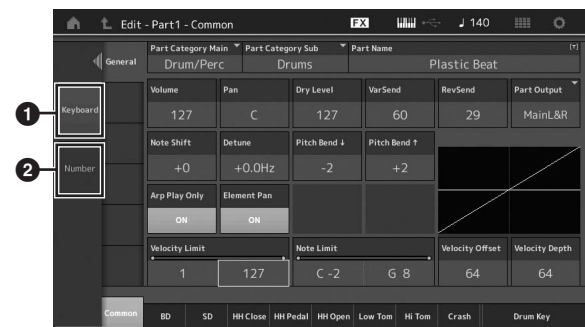 Edit - Part1 - Common FX 140
General Part Category Main Part Category Sub Part Name [T]
Drum/Perc Drums Plastic Beat
1 Keyboard
Volume Pan Dry Level VarSend RevSend Part Output
127 C 127 60 29 MainL&R
2 Number
Note Shift Detune Pitch Bend ↓ Pitch Bend ↑
+0 +0.0Hz -2 +2
Arp Play Only Element Pan
ON ON
Velocity Limit Note Limit Velocity Offset Velocity Depth
1 127 C -2 G 8 64 64
Common BD SD HH Close HH Pedal HH Open Low Tom Hi Tom Crash Drum Key